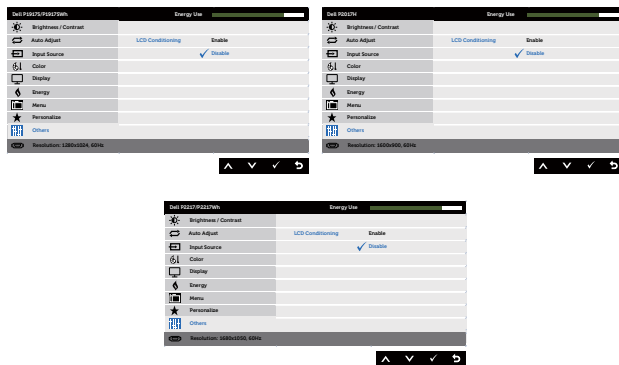 Dell P1917S/P1917SWh Energy Use
Brightness / Contrast
Auto Adjust LCD Conditioning Enable
Input Source Disable
Color
Display
Energy
Menu
Personalize
Others
Resolution: 1280x1024, 60Hz
Dell P2017H Energy Use
Brightness / Contrast
Auto Adjust LCD Conditioning Enable
Input Source Disable
Color
Display
Energy
Menu
Personalize
Others
Resolution: 1600x900, 60Hz
Dell P2217/P2217Wh Energy Use
Brightness / Contrast
Auto Adjust LCD Conditioning Enable
Input Source Disable
Color
Display
Energy
Menu
Personalize
Others
Resolution: 1680x1050, 60Hz